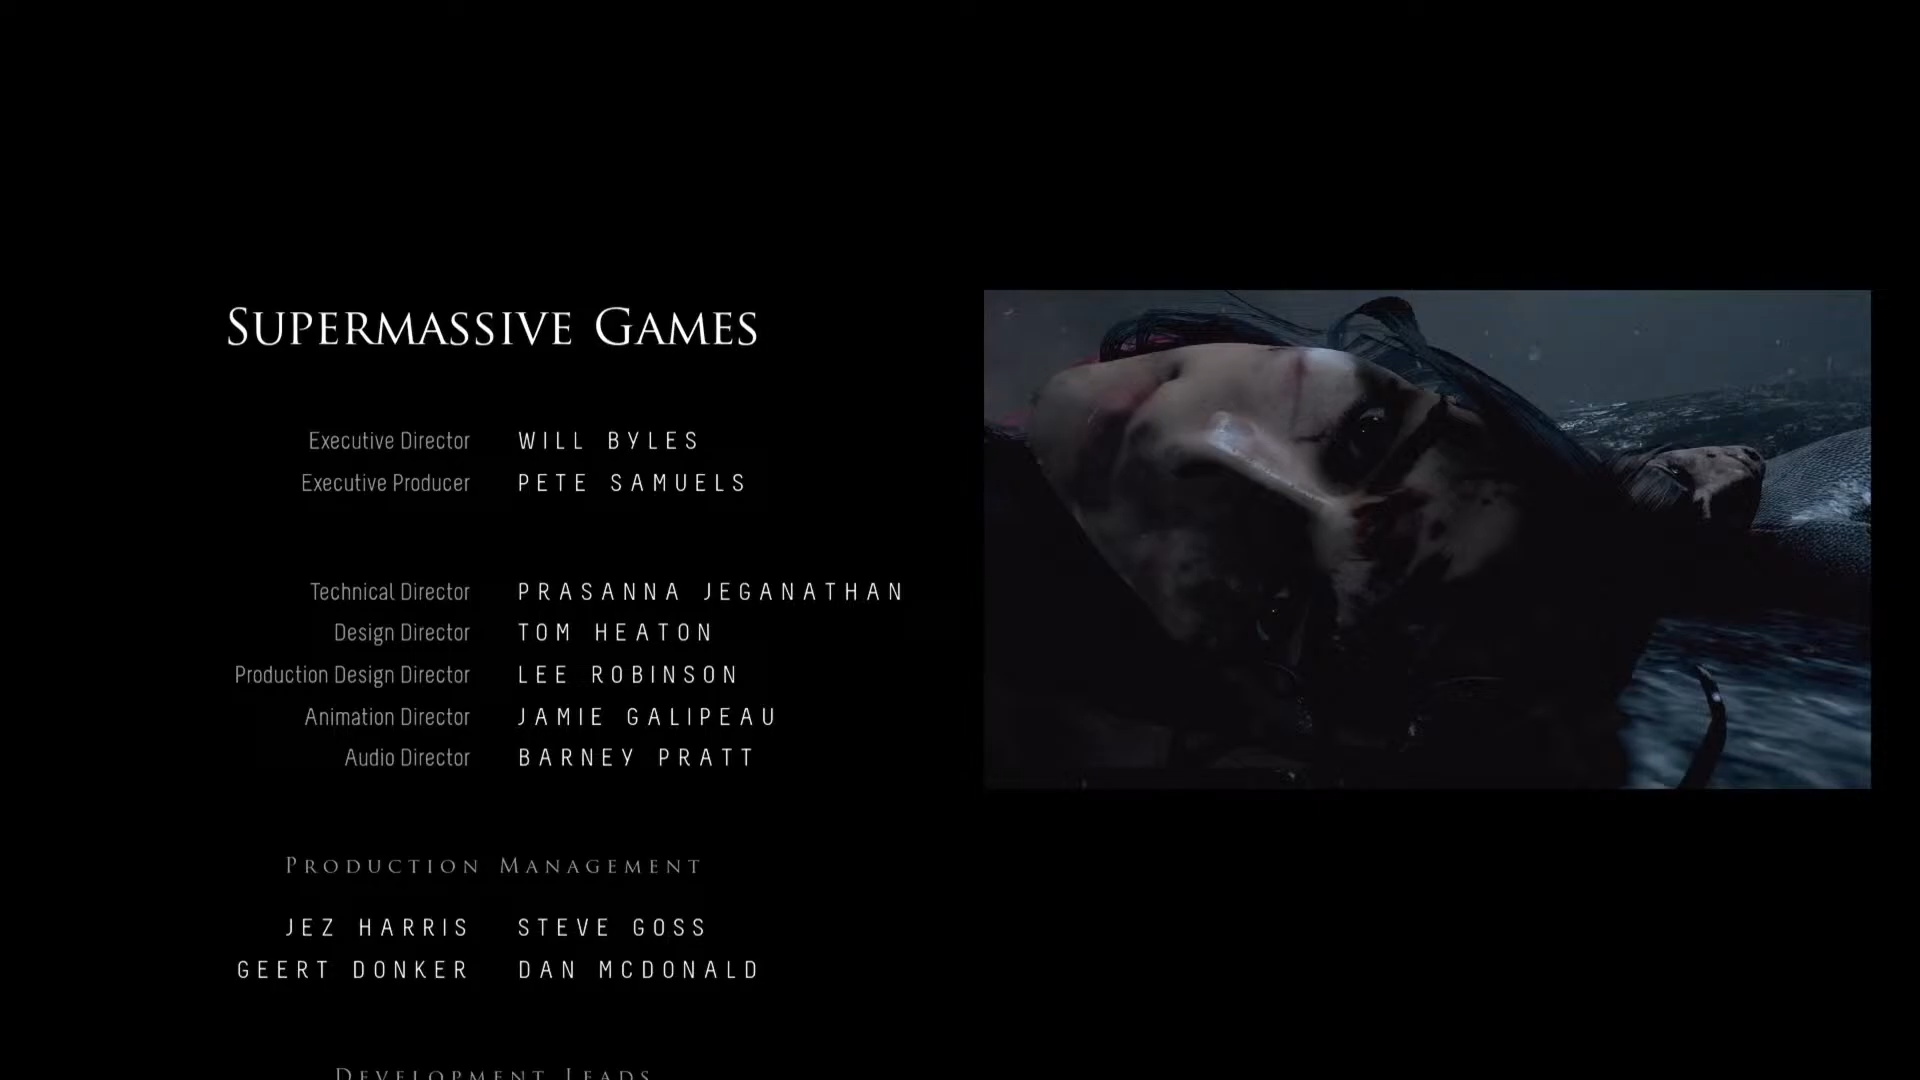 Supermassive Games
Executive Director WILL BYLES
Executive Producer PETE SAMUELS
Technical Director PRASANNA JEGANATHAN
Design Director TOM HEATON
Production Design Director LEE ROBINSON
Animation Director JAMIE GALIPEAU
Audio Director BARNEY PRATT
Production Management
JEZ HARRIS STEVE GOSS
GEERT DONKER DAN MCDONALD
Development Leads